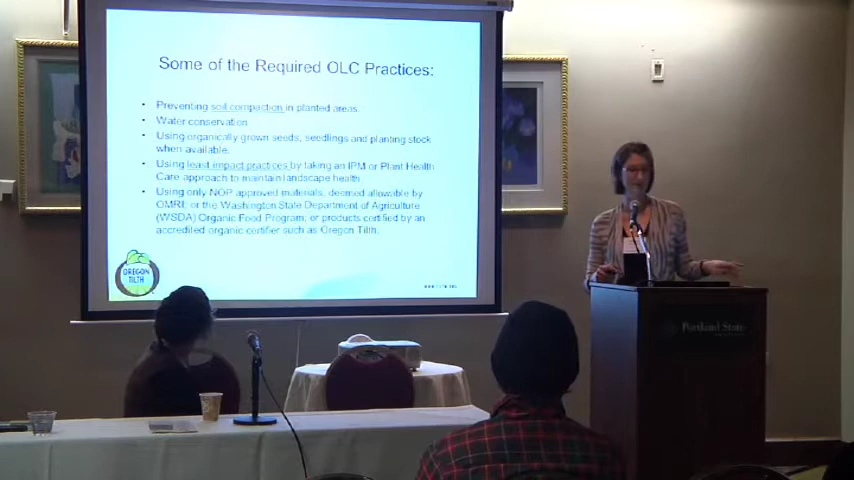 Some of the Required OLC Practices:
• Preventing soil compaction in planted areas.
• Water conservation
• Using organically grown seeds, seedlings and planting stock
when available.
• Using least impact practices by taking an IPM or Plant Health
Care approach to maintain landscape health
• Using only NOP approved materials, deemed allowable by
OMRI; or the Washington State Department of Agriculture
(WSDA) Organic Food Program; or products certified by an
accredited organic certifier such as Oregon Tilth.
OREGON
TILTH
Portland State